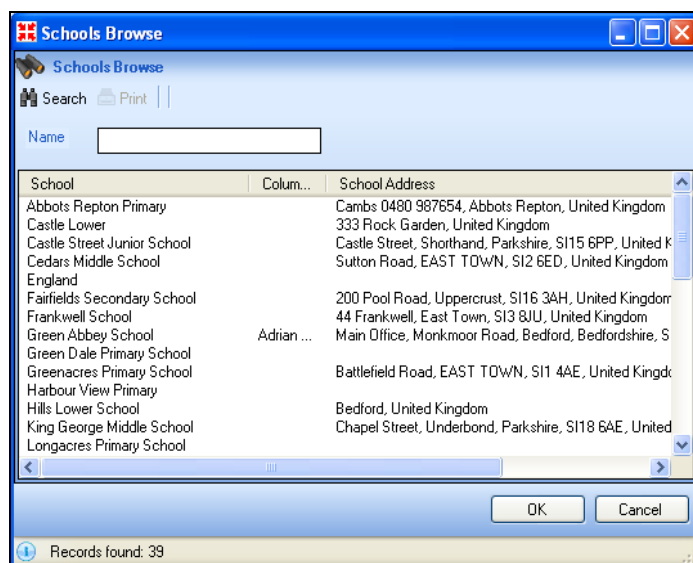 Schools Browse
Schools Browse
Search Print
Name
School Colum... School Address
Abbots Repton Primary Cambs 0480 987654, Abbots Repton, United Kingdom
Castle Lower 333 Rock Garden, United Kingdom
Castle Street Junior School Castle Street, Shorthand, Parkshire, SI15 6PP, United K
Cedars Middle School Sutton Road, EAST TOWN, SI2 6ED, United Kingdom
England
Fairfields Secondary School 200 Pool Road, Uppercrust, SI16 3AH, United Kingdom
Frankwell School 44 Frankwell, East Town, SI3 8JU, United Kingdom
Green Abbey School Adrian ... Main Office, Monkmoor Road, Bedford, Bedfordshire, S
Green Dale Primary School
Greenacres Primary School Battlefield Road, EAST TOWN, SI1 4AE, United Kingdo
Harbour View Primary
Hills Lower School Bedford, United Kingdom
King George Middle School Chapel Street, Underbond, Parkshire, SI18 6AE, United
Longacres Primary School
OK Cancel
Records found: 39